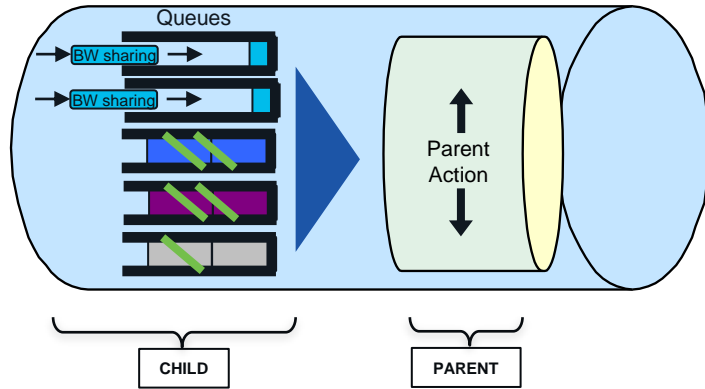 Queues
BW sharing
BW sharing
Parent
Action
CHILD
PARENT